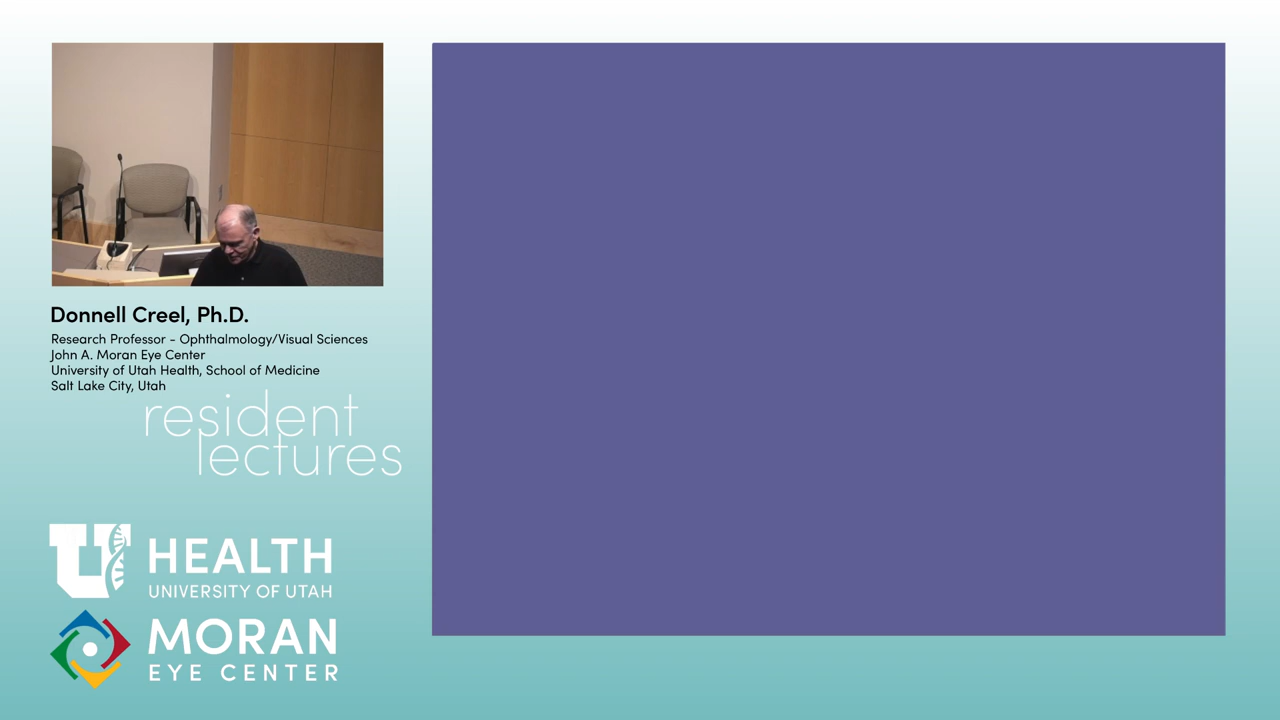 Donnell Creel, Ph.D.
Research Professor - Ophthalmology/Visual Sciences
John A. Moran Eye Center
University of Utah Health, School of Medicine
Salt Lake City, Utah
resident
lectures
U HEALTH
UNIVERSITY OF UTAH
MORAN
EYE CENTER